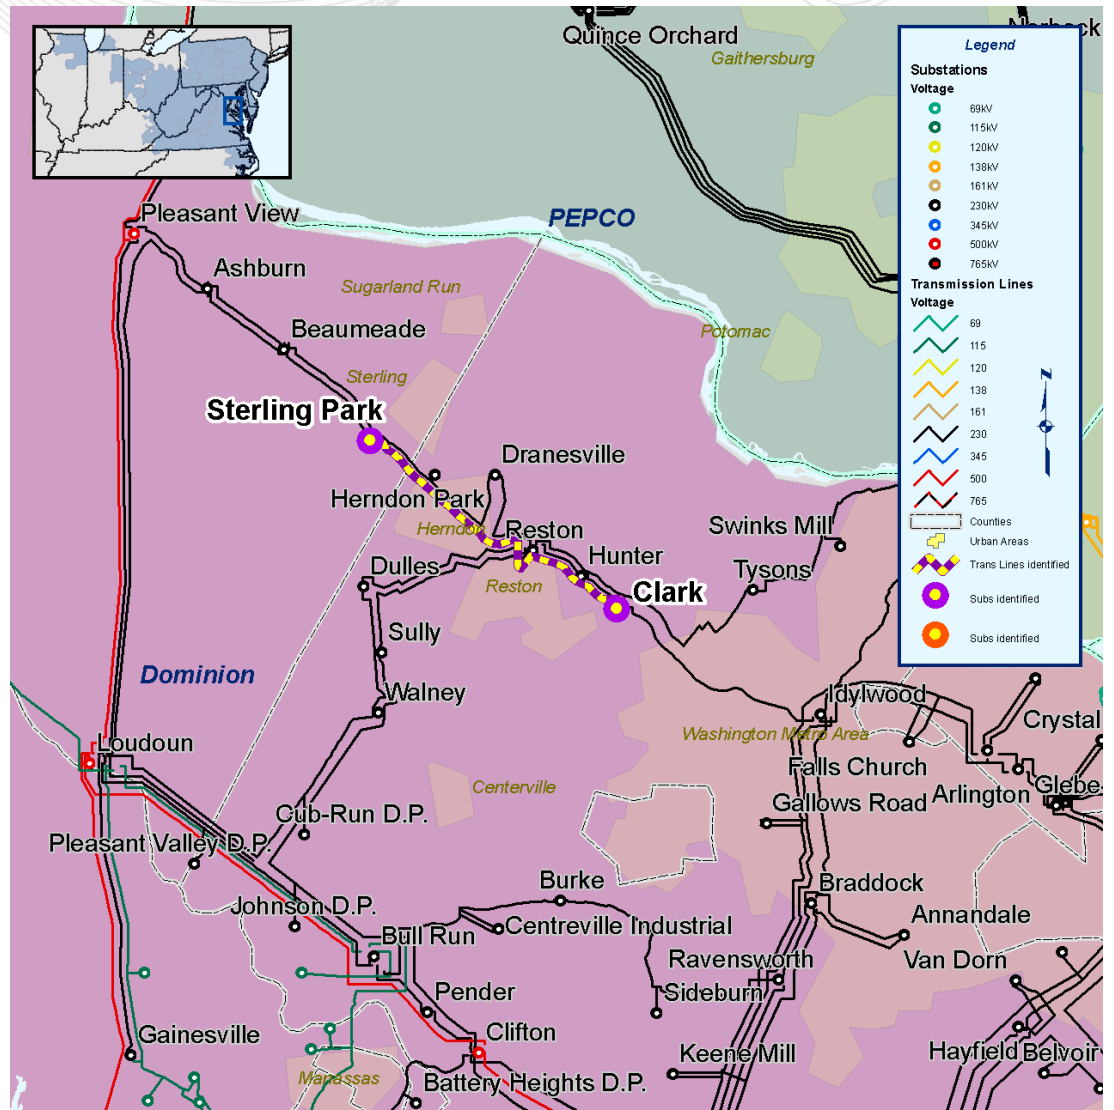 Quince Orchard
Norbeck
Gaithersburg
Legend
Substations
Voltage
69kV
115kV
120kV
138kV
161kV
230kV
345kV
500kV
765kV
Transmission Lines
Voltage
69
115
120
138
161
230
345
500
765
Counties
Urban Areas
Trans Lines identified
Subs identified
Subs identified
N
Pleasant View
PEPCO
Ashburn
Sugarland Run
Beaumeade
Potomac
Sterling
Sterling Park
Dranesville
Herndon Park
Herndon
Reston
Swinks Mill
Hunter
Dulles
Tysons
Reston
Clark
Sully
Dominion
Walney
Idylwood
Crystal
Washington Metro Area
Loudoun
Falls Church
Centerville
Arlington
Glebe
Cub-Run D.P.
Gallows Road
Pleasant Valley D.P.
Burke
Braddock
Johnson D.P.
Annandale
Centreville Industrial
Bull Run
Ravensworth
Van Dorn
Pender
Sideburn
Gainesville
Clifton
Keene Mill
Hayfield
Belvoir
Manassas
Battery Heights D.P.